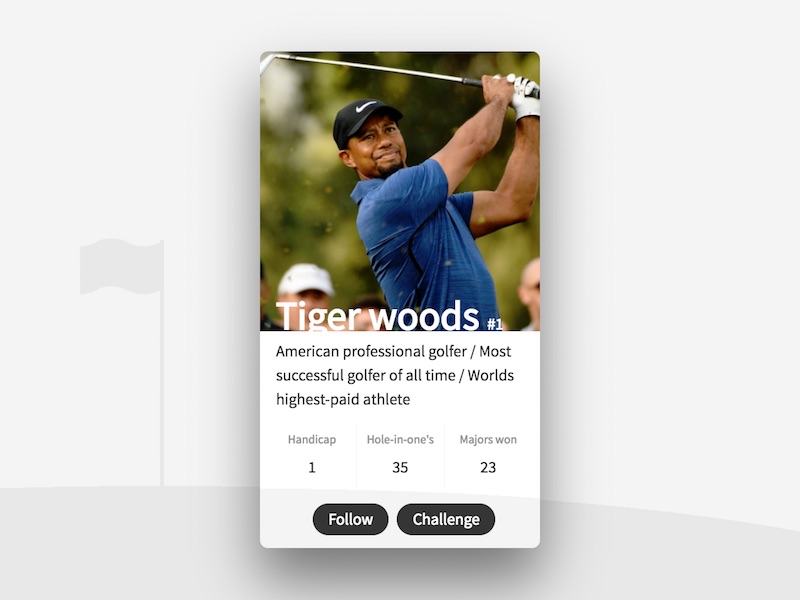 Tiger woods #1
American professional golfer / Most
successful golfer of all time / Worlds
highest-paid athlete
Handicap Hole-in-one's Majors won
1 35 23
Follow Challenge